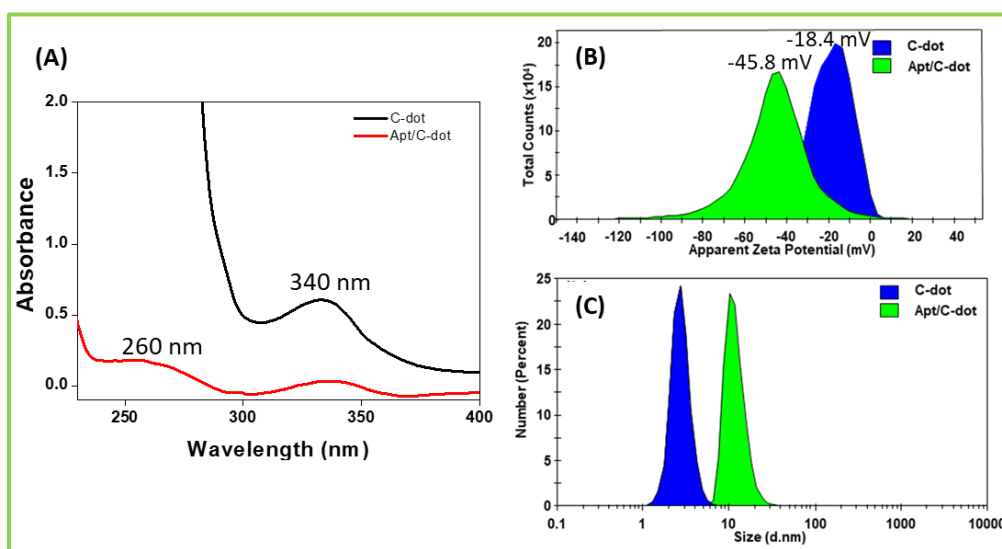 (A)
2.0
1.5
1.0
0.5
0.0
Absorbance
C-dot
Apt/C-dot
340 nm
260 nm
250
300
350
400
Wavelength (nm)
(B)
-18.4 mV
-45.8 mV
C-dot
Apt/C-dot
20
15
10
5
0
Total Counts (x10⁴)
-140
-120
-100
-80
-60
-40
-20
0
20
40
Apparent Zeta Potential (mV)
(C)
C-dot
Apt/C-dot
25
20
15
10
5
0
Number (Percent)
0.1
1
10
100
1000
10000
Size (d.nm)